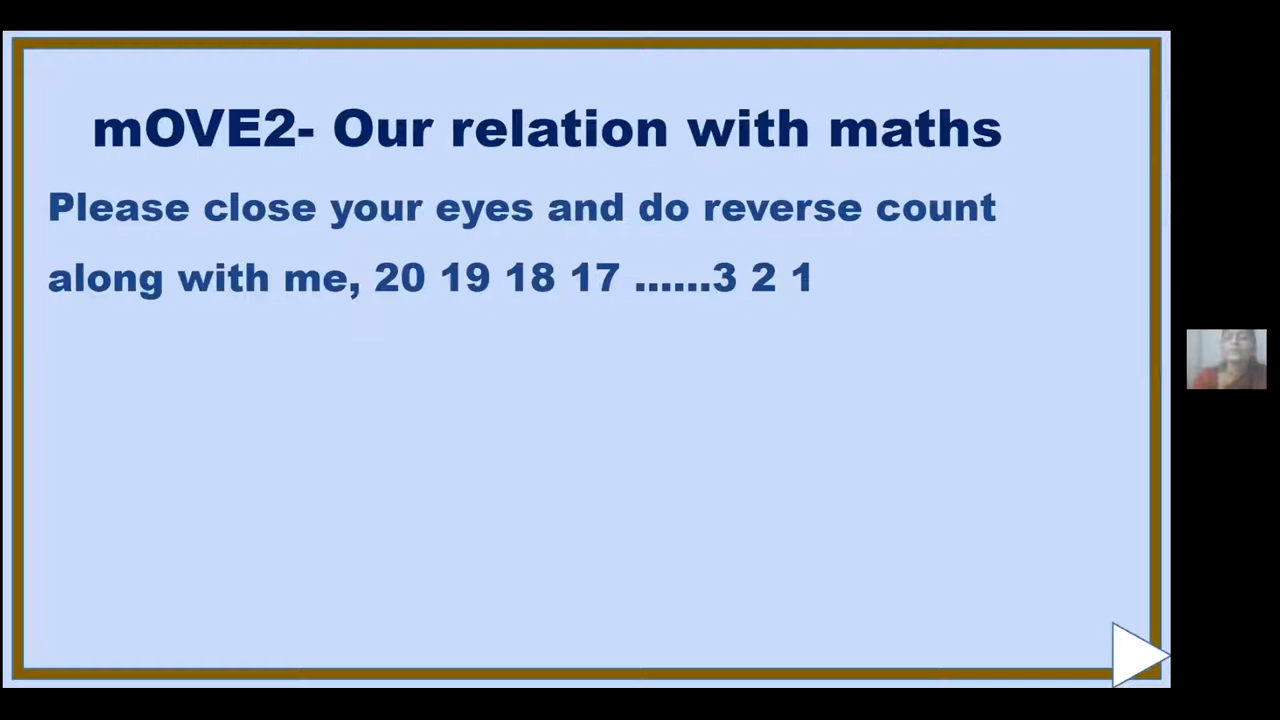 mOVE2- Our relation with maths
Please close your eyes and do reverse count
along with me, 20 19 18 17 ......3 2 1